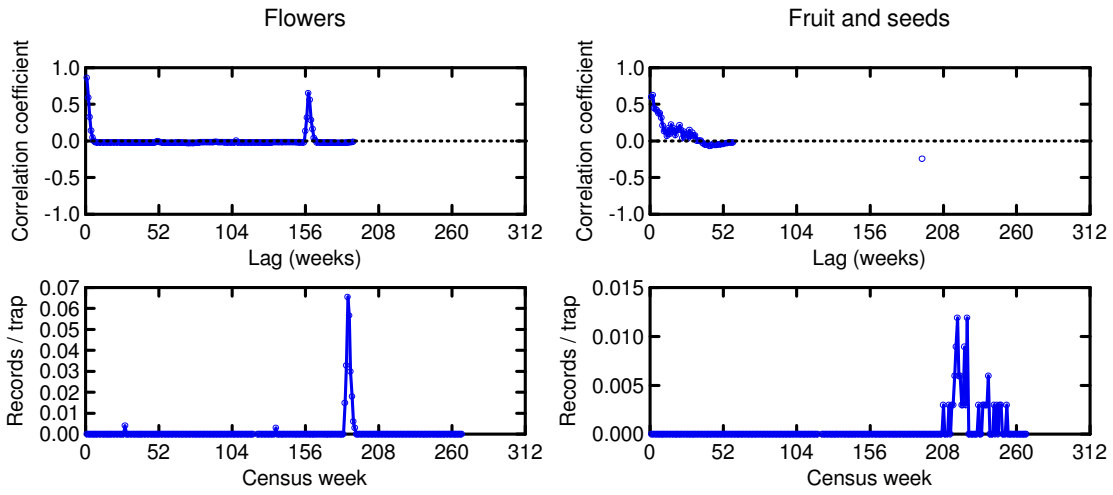 Flowers
Correlation coefficient
1.0
0.5
0.0
-0.5
-1.0
0 52 104 156 208 260 312
Lag (weeks)
Fruit and seeds
Correlation coefficient
1.0
0.5
0.0
-0.5
-1.0
0 52 104 156 208 260 312
Lag (weeks)
Records / trap
0.07
0.06
0.05
0.04
0.03
0.02
0.01
0.00
0 52 104 156 208 260 312
Census week
Records / trap
0.015
0.010
0.005
0.000
0 52 104 156 208 260 312
Census week